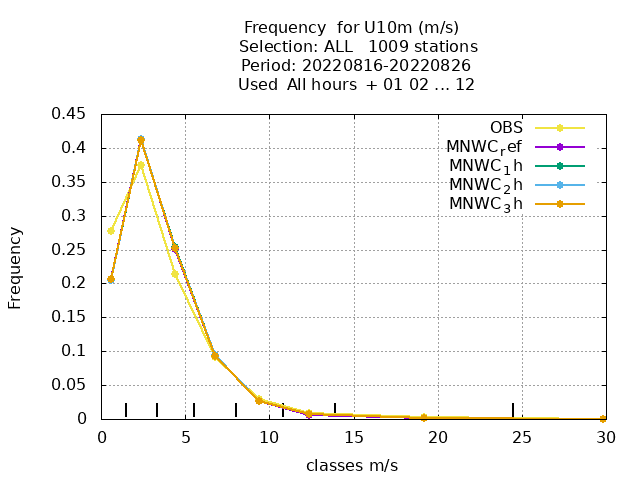 Frequency  for U10m (m/s)
Selection: ALL   1009 stations
Period: 20220816-20220826
Used  All hours  + 01 02 ... 12
0.45
0.4
0.35
0.3
0.25
0.2
0.15
0.1
0.05
0
Frequency
OBS
MNWC_ref
MNWC_1h
MNWC_2h
MNWC_3h
0 5 10 15 20 25 30
classes m/s